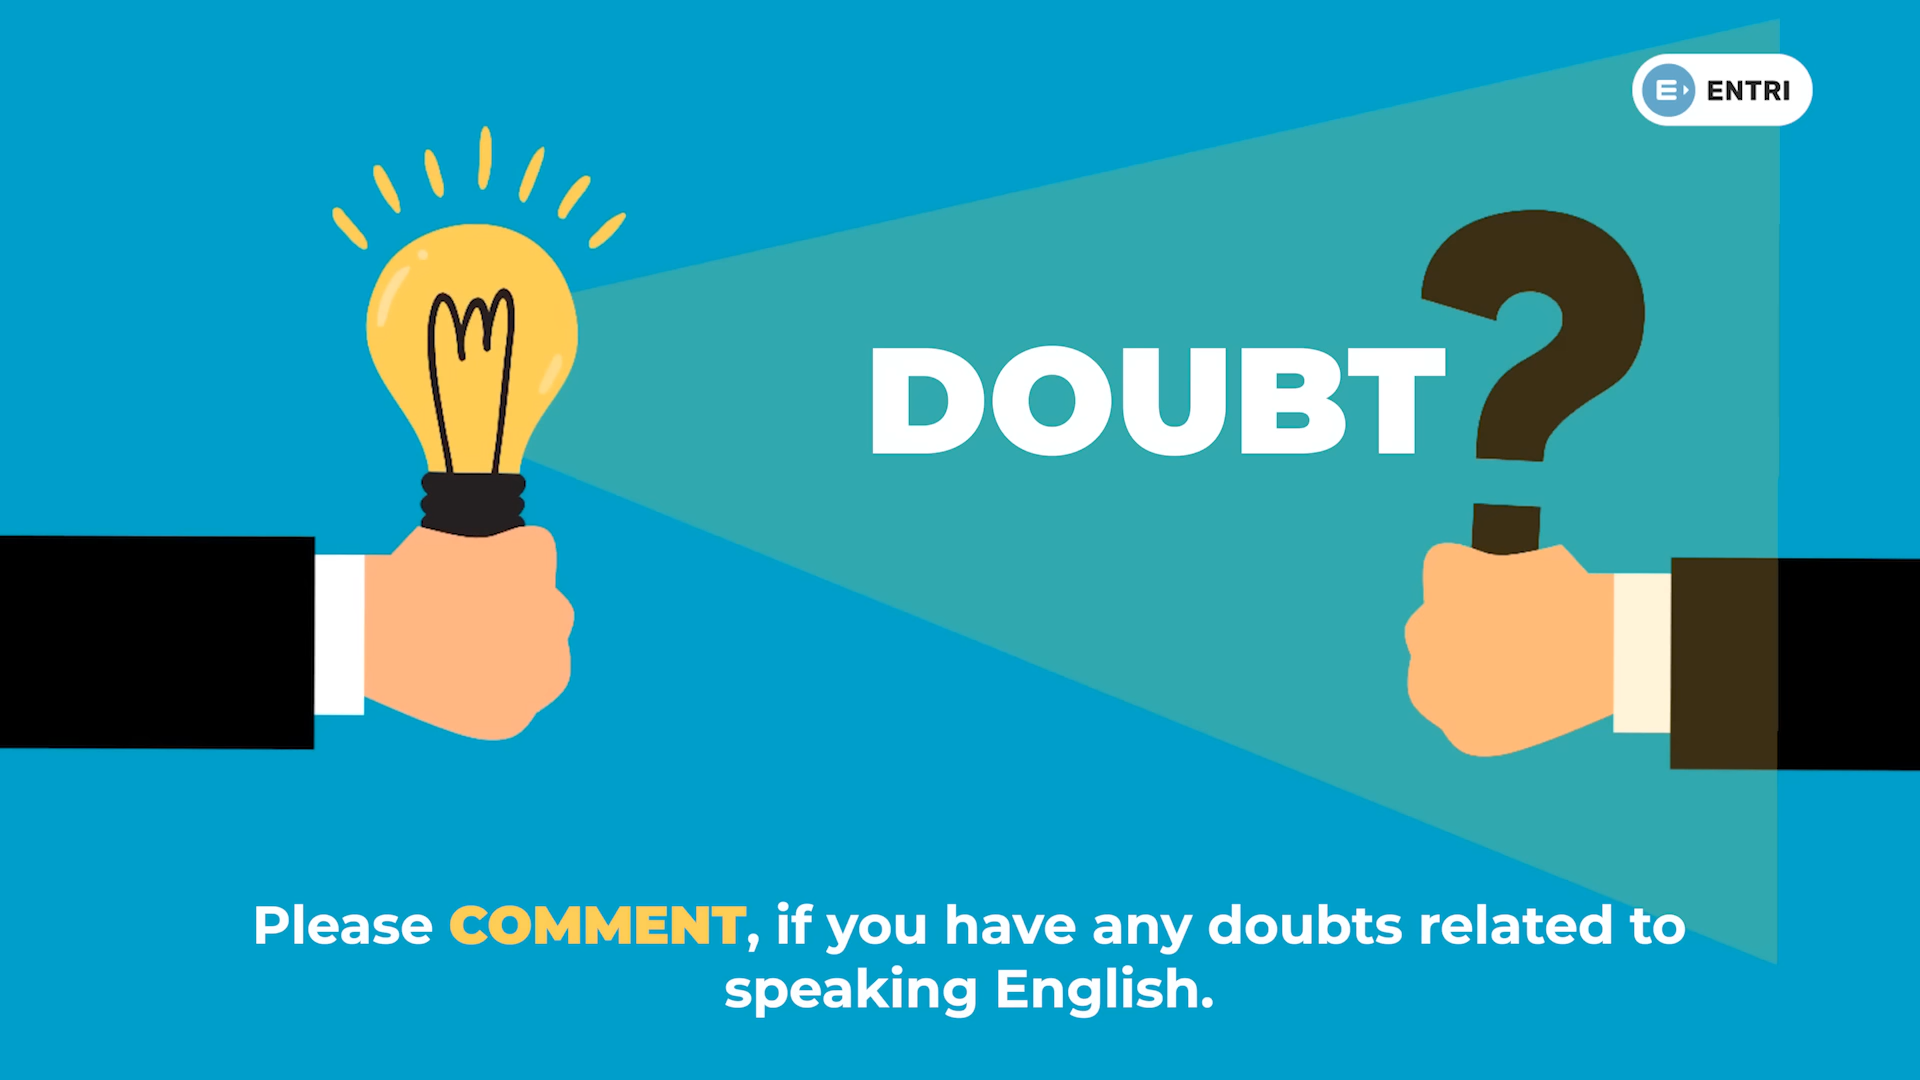 ENTRI
DOUBT?
Please COMMENT, if you have any doubts related to
speaking English.